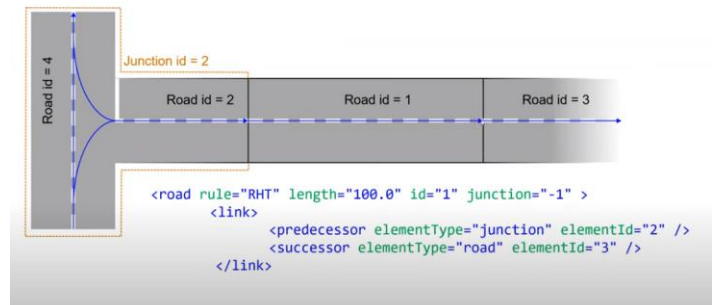 Junction id = 2
Road id = 4
Road id = 2
Road id = 1
Road id = 3
<road rule="RHT" length="100.0" id="1" junction="-1" >
<link>
<predecessor elementType="junction" elementId="2" />
<successor elementType="road" elementId="3" />
</link>